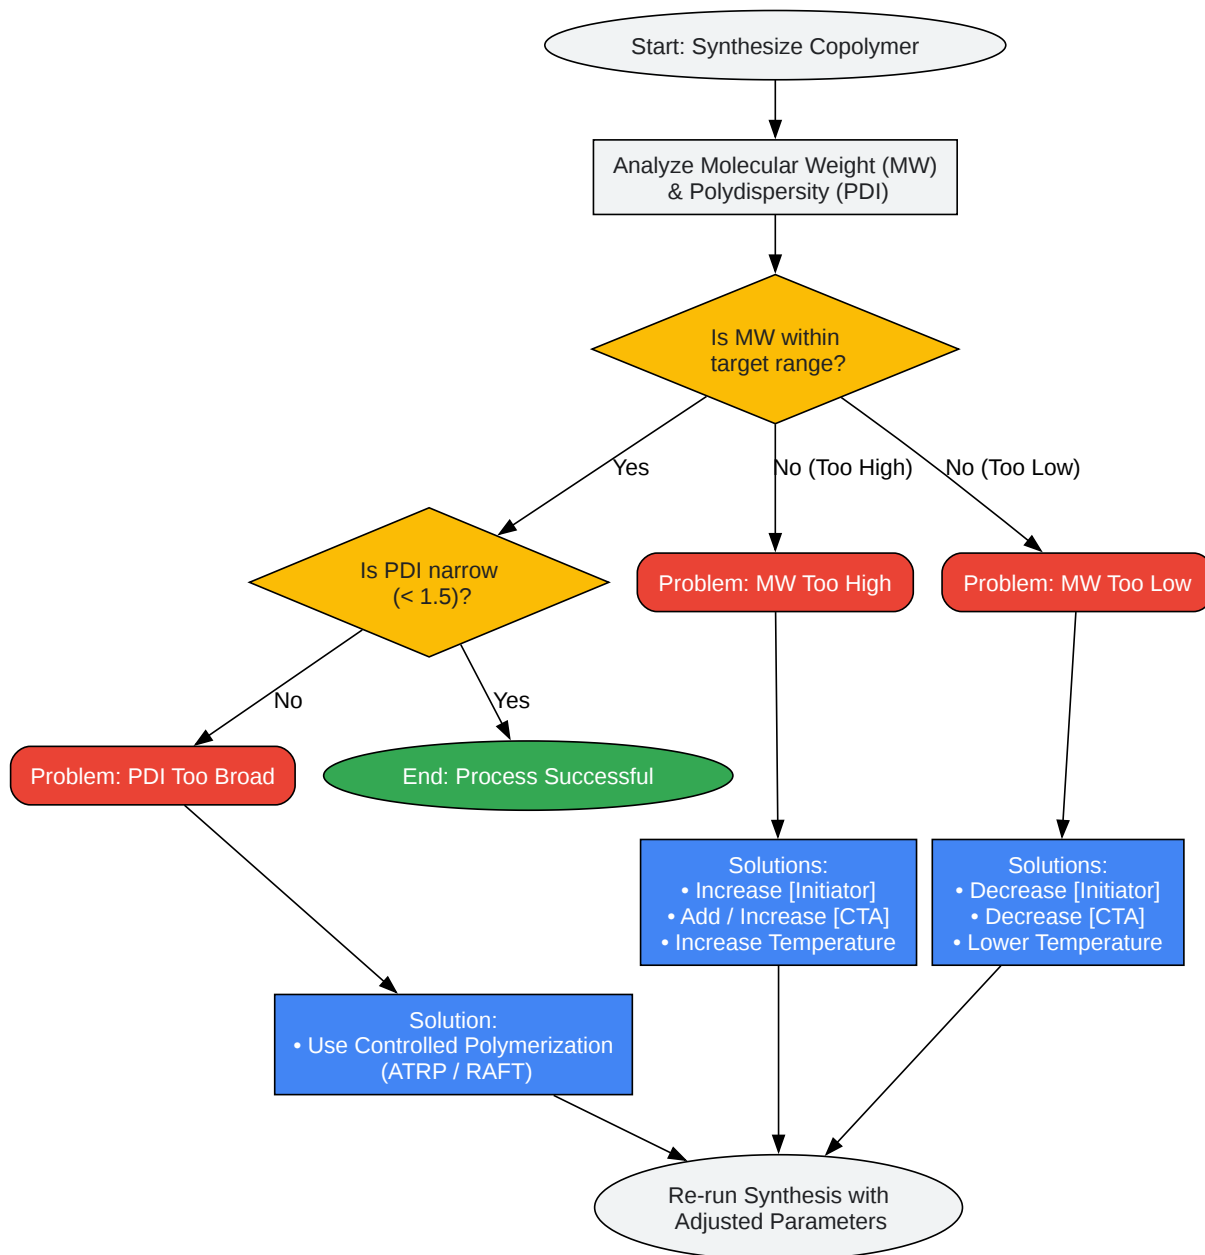 Start: Synthesize Copolymer
Analyze Molecular Weight (MW)
& Polydispersity (PDI)
Is MW within
target range?
Yes
No (Too High)
No (Too Low)
Is PDI narrow
(< 1.5)?
Problem: MW Too High
Problem: MW Too Low
No
Yes
Problem: PDI Too Broad
End: Process Successful
Solutions:
• Increase [Initiator]
• Add / Increase [CTA]
• Increase Temperature
Solutions:
• Decrease [Initiator]
• Decrease [CTA]
• Lower Temperature
Solution:
• Use Controlled Polymerization
(ATRP / RAFT)
Re-run Synthesis with
Adjusted Parameters